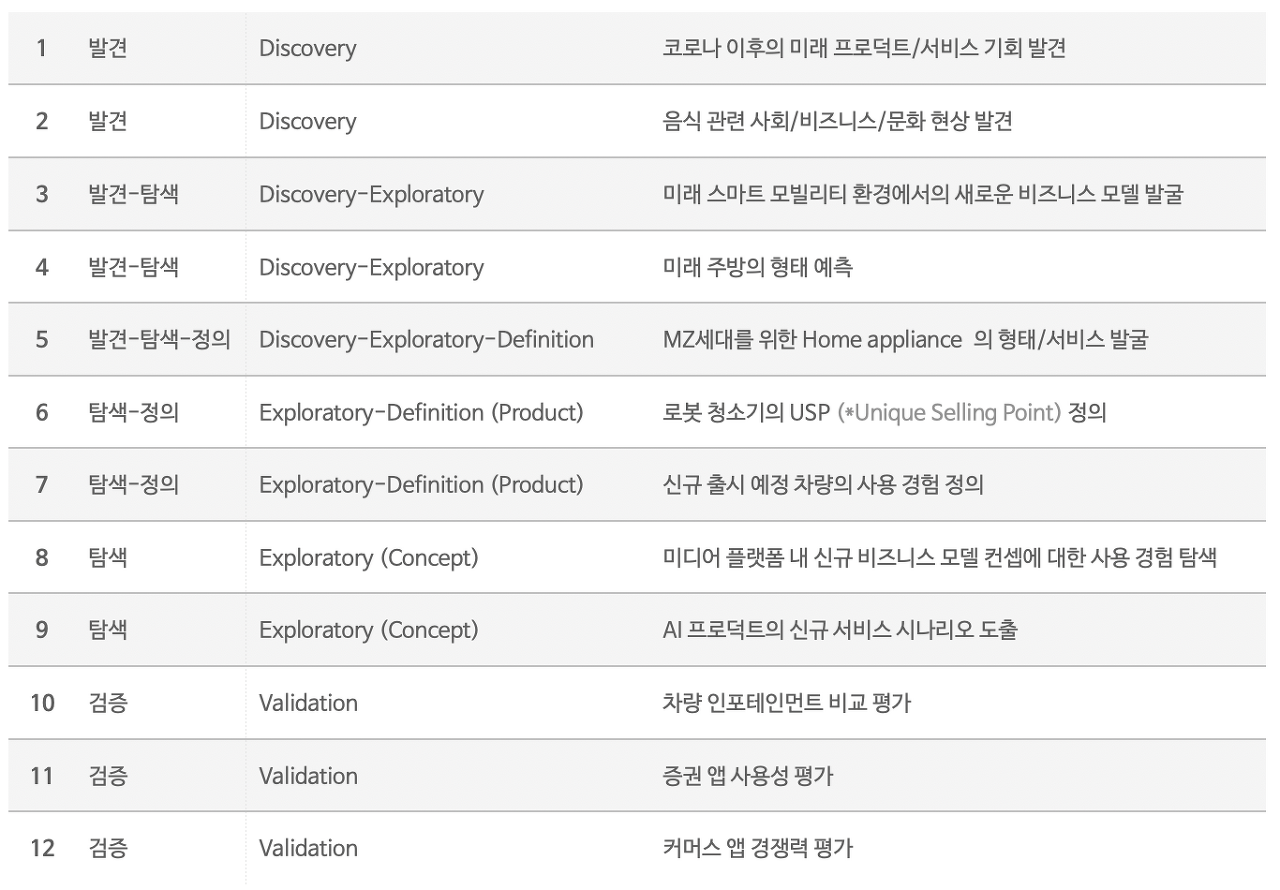 1 발견 Discovery 코로나 이후의 미래 프로덕트/서비스 기회 발견
2 발견 Discovery 음식 관련 사회/비즈니스/문화 현상 발견
3 발견-탐색 Discovery-Exploratory 미래 스마트 모빌리티 환경에서의 새로운 비즈니스 모델 발굴
4 발견-탐색 Discovery-Exploratory 미래 주방의 형태 예측
5 발견-탐색-정의 Discovery-Exploratory-Definition MZ세대를 위한 Home appliance 의 형태/서비스 발굴
6 탐색-정의 Exploratory-Definition (Product) 로봇 청소기의 USP (*Unique Selling Point) 정의
7 탐색-정의 Exploratory-Definition (Product) 신규 출시 예정 차량의 사용 경험 정의
8 탐색 Exploratory (Concept) 미디어 플랫폼 내 신규 비즈니스 모델 컨셉에 대한 사용 경험 탐색
9 탐색 Exploratory (Concept) AI 프로덕트의 신규 서비스 시나리오 도출
10 검증 Validation 차량 인포테인먼트 비교 평가
11 검증 Validation 증권 앱 사용성 평가
12 검증 Validation 커머스 앱 경쟁력 평가